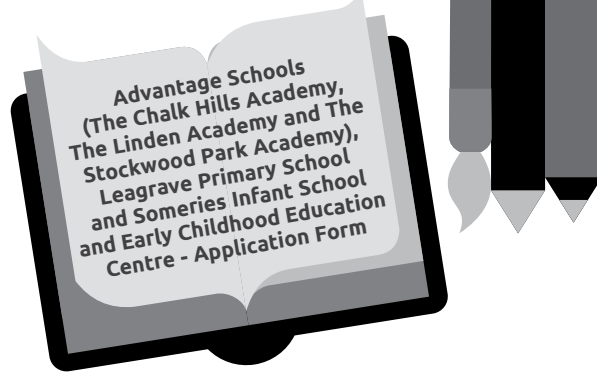 Advantage Schools
(The Chalk Hills Academy,
The Linden Academy and The
Stockwood Park Academy),
Leagrave Primary School
and Someries Infant School
and Early Childhood Education
Centre - Application Form